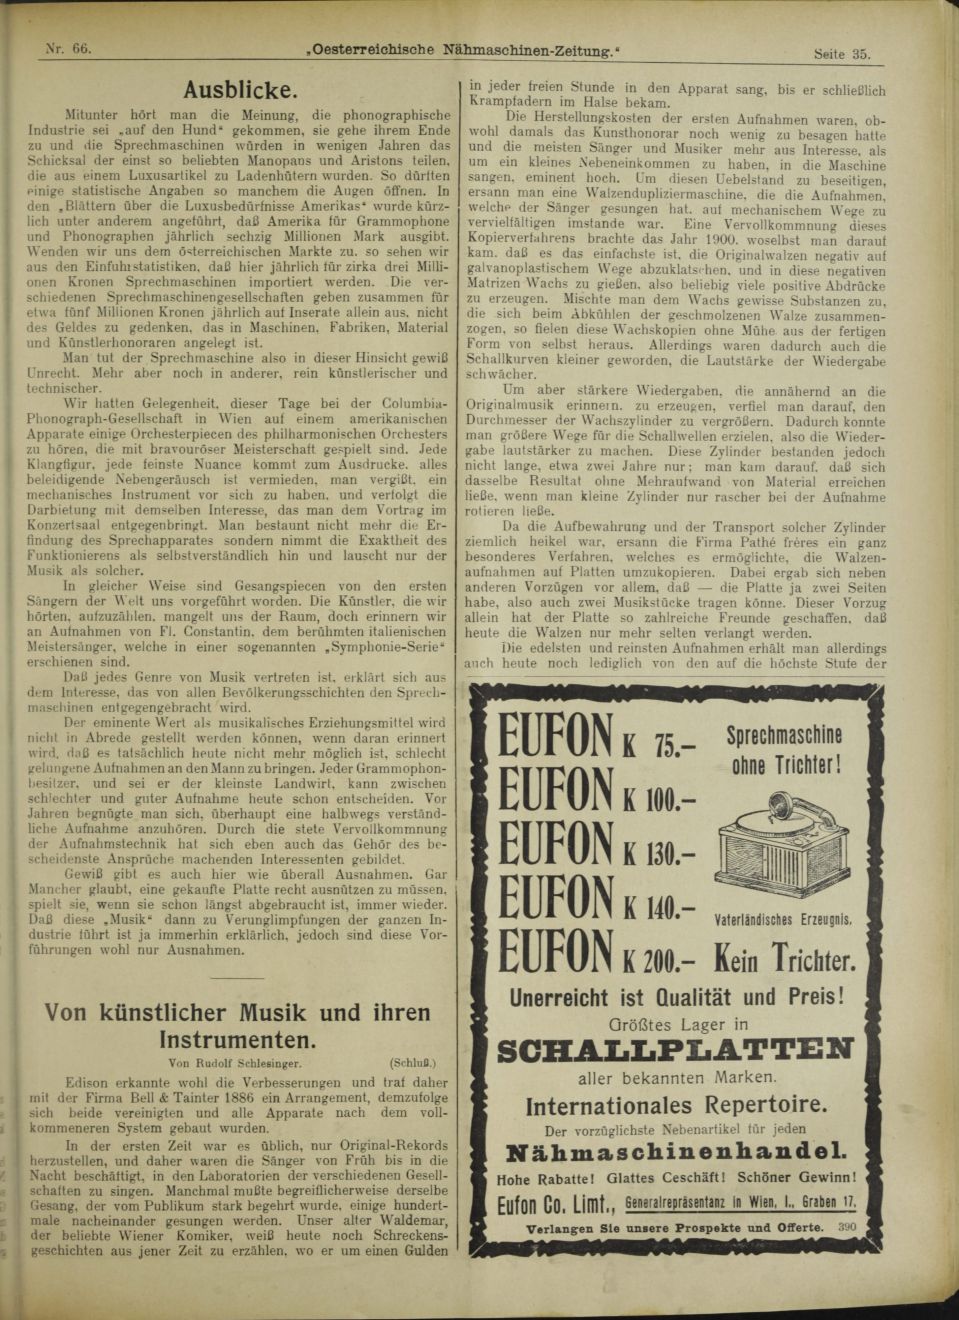 Nr. 66.
„Oesterreichische Nähmaschinen-Zeitung.“
Seite 35.
Ausblicke.
Mitunter hört man die Meinung, die phonographische
Industrie sei „auf den Hund“ gekommen, sie gehe ihrem Ende
zu und die Sprechmaschinen würden in wenigen Jahren das
Schicksal der einst so beliebten Manopans und Aristons teilen,
die aus einem Luxusartikel zu Ladenhütern wurden. So dürften
einige statistische Angaben so manchem die Augen öffnen. In
den „Blättern über die Luxusbedürfnisse Amerikas“ wurde kürz-
lich unter anderem angeführt, daß Amerika für Grammophone
und Phonographen jährlich sechzig Millionen Mark ausgibt.
Wenden wir uns dem österreichischen Markte zu, so sehen wir
aus den Einfuhrstatistiken, daß hier jährlich für zirka drei Milli-
onen Kronen Sprechmaschinen importiert werden. Die ver-
schiedenen Sprechmaschinengesellschaften geben zusammen für
etwa fünf Millionen Kronen jährlich auf Inserate allein aus, nicht
des Geldes zu gedenken, das in Maschinen, Fabriken, Material
und Künstlerhonoraren angelegt ist.
Man tut der Sprechmaschine also in dieser Hinsicht gewiß
Unrecht. Mehr aber noch in anderer, rein künstlerischer und
technischer.
Wir hatten Gelegenheit, dieser Tage bei der Columbia-
Phonograph-Gesellschaft in Wien auf einem amerikanischen
Apparate einige Orchesterpiecen des philharmonischen Orchesters
zu hören, die mit bravouröser Meisterschaft gespielt sind. Jede
Klangfigur, jede feinste Nuance kommt zum Ausdrucke, alles
beleidigende Nebengeräusch ist vermieden, man vergißt, ein
mechanisches Instrument vor sich zu haben, und verfolgt die
Darbietung mit demselben Interesse, das man dem Vortrag im
Konzertsaal entgegenbringt. Man bestaunt nicht mehr die Er-
findung des Sprechapparates sondern nimmt die Exaktheit des
Funktionierens als selbstverständlich hin und lauscht nur der
Musik als solcher.
In gleicher Weise sind Gesangspiecen von den ersten
Sängern der Welt uns vorgeführt worden. Die Künstler, die wir
hörten, aufzuzählen, mangelt uns der Raum, doch erinnern wir
an Aufnahmen von Fl. Constantin, dem berühmten italienischen
Meistersänger, welche in einer sogenannten „Symphonie-Serie“
erschienen sind.
Daß jedes Genre von Musik vertreten ist, erklärt sich aus
dem Interesse, das von allen Bevölkerungsschichten den Sprech-
maschinen entgegengebracht wird.
Der eminente Wert als musikalisches Erziehungsmittel wird
nicht in Abrede gestellt werden können, wenn daran erinnert
wird, daß es tatsächlich heute nicht mehr möglich ist, schlecht
gelungene Aufnahmen an den Mann zu bringen. Jeder Grammophon-
besitzer, und sei er der kleinste Landwirt, kann zwischen
schlechter und guter Aufnahme heute schon entscheiden. Vor
Jahren begnügte man sich, überhaupt eine halbwegs verständ-
liche Aufnahme anzuhören. Durch die stete Vervollkommnung
der Aufnahmstechnik hat sich eben auch das Gehör des be-
scheidenste Ansprüche machenden Interessenten gebildet.
Gewiß gibt es auch hier wie überall Ausnahmen. Gar
Mancher glaubt, eine gekaufte Platte recht ausnützen zu müssen,
spielt sie, wenn sie schon längst abgebraucht ist, immer wieder.
Daß diese „Musik“ dann zu Verunglimpfungen der ganzen In-
dustrie führt ist ja immerhin erklärlich, jedoch sind diese Vor-
führungen wohl nur Ausnahmen.
Von künstlicher Musik und ihren
Instrumenten.
Von Rudolf Schlesinger. (Schluß.)
Edison erkannte wohl die Verbesserungen und traf daher
mit der Firma Bell & Tainter 1886 ein Arrangement, demzufolge
sich beide vereinigten und alle Apparate nach dem voll-
kommeneren System gebaut wurden.
In der ersten Zeit war es üblich, nur Original-Rekords
herzustellen, und daher waren die Sänger von Früh bis in die
Nacht beschäftigt, in den Laboratorien der verschiedenen Gesell-
schaften zu singen. Manchmal mußte begreiflicherweise derselbe
Gesang, der vom Publikum stark begehrt wurde, einige hundert-
male nacheinander gesungen werden. Unser alter Waldemar,
der beliebte Wiener Komiker, weiß heute noch Schreckens-
geschichten aus jener Zeit zu erzählen, wo er um einen Gulden
in jeder freien Stunde in den Apparat sang, bis er schließlich
Krampfadern im Halse bekam.
Die Herstellungskosten der ersten Aufnahmen waren, ob-
wohl damals das Kunsthonorar noch wenig zu besagen hatte
und die meisten Sänger und Musiker mehr aus Interesse, als
um ein kleines Nebeneinkommen zu haben, in die Maschine
sangen, eminent hoch. Um diesen Uebelstand zu beseitigen,
ersann man eine Walzendupliziermaschine, die die Aufnahmen,
welche der Sänger gesungen hat, auf mechanischem Wege zu
vervielfältigen imstande war. Eine Vervollkommnung dieses
Kopierverfahrens brachte das Jahr 1900, woselbst man darauf
kam, daß es das einfachste ist, die Originalwalzen negativ auf
galvanoplastischem Wege abzuklatschen, und in diese negativen
Matrizen Wachs zu gießen, also beliebig viele positive Abdrücke
zu erzeugen. Mischte man dem Wachs gewisse Substanzen zu,
die sich beim Abkühlen der geschmolzenen Walze zusammen-
zogen, so fielen diese Wachskopien ohne Mühe aus der fertigen
Form von selbst heraus. Allerdings waren dadurch auch die
Schallkurven kleiner geworden, die Lautstärke der Wiedergabe
schwächer.
Um aber stärkere Wiedergaben, die annähernd an die
Originalmusik erinnern, zu erzeugen, verfiel man darauf, den
Durchmesser der Wachszylinder zu vergrößern. Dadurch konnte
man größere Wege für die Schallwellen erzielen, also die Wieder-
gabe lautstärker zu machen. Diese Zylinder bestanden jedoch
nicht lange, etwa zwei Jahre nur; man kam darauf, daß sich
dasselbe Resultat ohne Mehraufwand von Material erreichen
ließe, wenn man kleine Zylinder nur rascher bei der Aufnahme
rotieren ließe.
Da die Aufbewahrung und der Transport solcher Zylinder
ziemlich heikel war, ersann die Firma Pathé frères ein ganz
besonderes Verfahren, welches es ermöglichte, die Walzen-
aufnahmen auf Platten umzukopieren. Dabei ergab sich neben
anderen Vorzügen vor allem, daß — die Platte ja zwei Seiten
habe, also auch zwei Musikstücke tragen könne. Dieser Vorzug
allein hat der Platte so zahlreiche Freunde geschaffen, daß
heute die Walzen nur mehr selten verlangt werden.
Die edelsten und reinsten Aufnahmen erhält man allerdings
auch heute noch lediglich von den auf die höchste Stufe der
EUFON K 75.–
EUFON K 100.–
EUFON K 130.–
EUFON K 140.–
EUFON K 200.–
Sprechmaschine
ohne Trichter!
Vaterländisches Erzeugnis.
Kein Trichter.
Unerreicht ist Qualität und Preis!
Größtes Lager in
SCHALLPLATTEN
aller bekannten Marken.
Internationales Repertoire.
Der vorzüglichste Nebenartikel für jeden
Nähmaschinenhandel.
Hohe Rabatte! Glattes Geschäft! Schöner Gewinn!
Eufon Co. Limt., Generalrepräsentanz in Wien, I., Graben 17.
Verlangen Sie unsere Prospekte und Offerte. 390